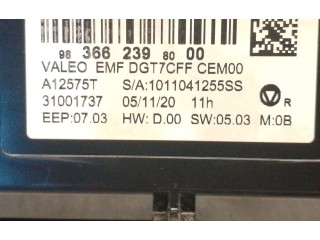 98 366 239 80 00
VALEO EMF DGT7CFF CEM00
A12575T S/A:1011041255SS
31001737 05/11/20 11h
R
EEP:07.03 HW: D.00 SW:05.03 M:0B